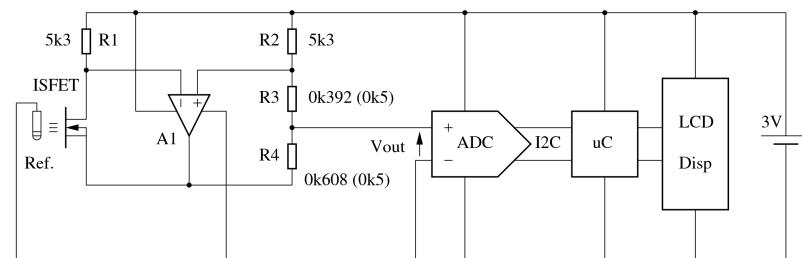 5k3 R1
R2 5k3
ISFET
R3 0k392 (0k5)
− +
A1
Ref.
R4
0k608 (0k5)
Vout
+
−
ADC
I2C
uC
LCD
Disp
3V